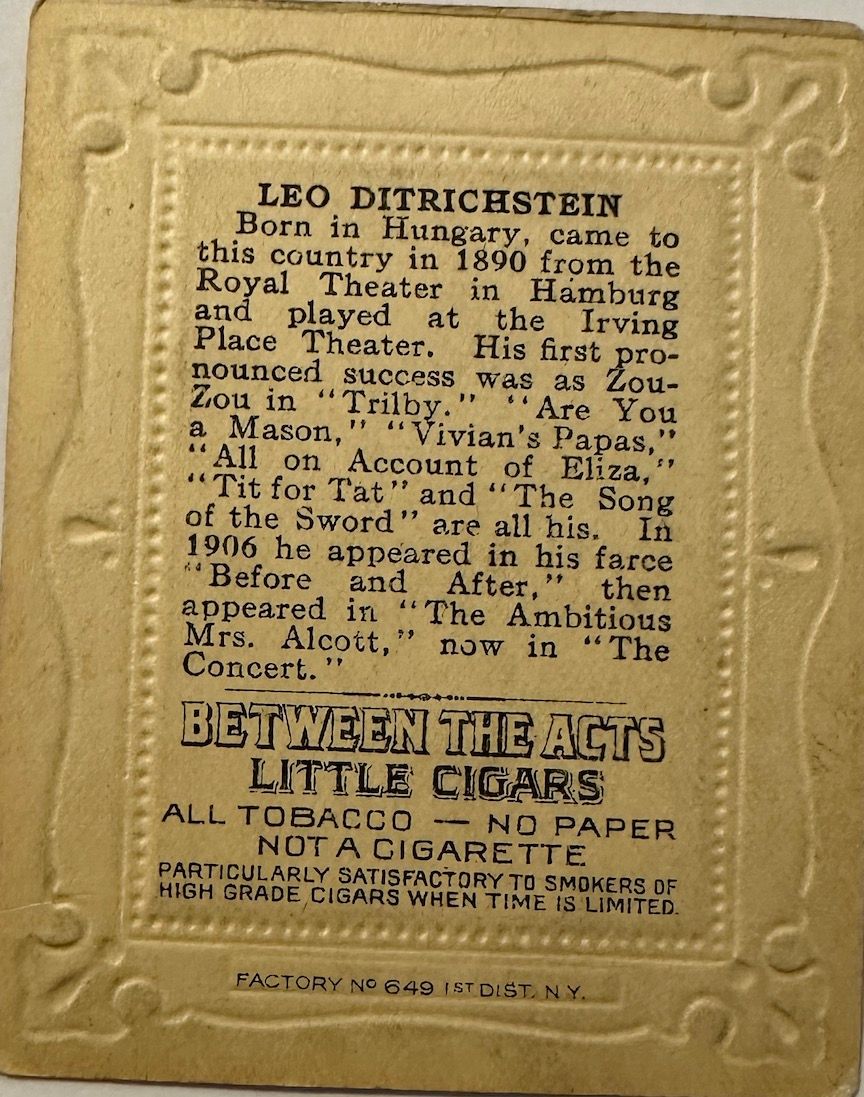 LEO DITRICHSTEIN
Born in Hungary, came to
this country in 1890 from the
Royal Theater in Hamburg
and played at the Irving
Place Theater. His first pro-
nounced success was as Zou-
Zou in "Trilby." "Are You
a Mason," "Vivian's Papas,"
"All on Account of Eliza,"
"Tit for Tat" and "The Song
of the Sword" are all his. In
1906 he appeared in his farce
"Before and After," then
appeared in "The Ambitious
Mrs. Alcott," now in "The
Concert."
BETWEEN THE ACTS
LITTLE CIGARS
ALL TOBACCO — NO PAPER
NOT A CIGARETTE
PARTICULARLY SATISFACTORY TO SMOKERS OF
HIGH GRADE CIGARS WHEN TIME IS LIMITED.
FACTORY Nº 649 1ST DIST. N.Y.